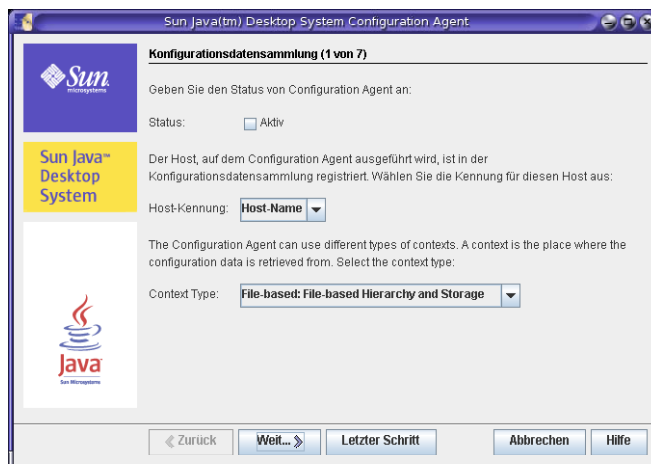 Sun Java(tm) Desktop System Configuration Agent
Sun
microsystems
Sun Java™
Desktop
System
Java
Sun Microsystems
Konfigurationsdatensammlung (1 von 7)
Geben Sie den Status von Configuration Agent an:
Status: Aktiv
Der Host, auf dem Configuration Agent ausgeführt wird, ist in der
Konfigurationsdatensammlung registriert. Wählen Sie die Kennung für diesen Host aus:
Host-Kennung: Host-Name
The Configuration Agent can use different types of contexts. A context is the place where the
configuration data is retrieved from. Select the context type:
Context Type: File-based: File-based Hierarchy and Storage
Zurück Weit... Letzter Schritt Abbrechen Hilfe